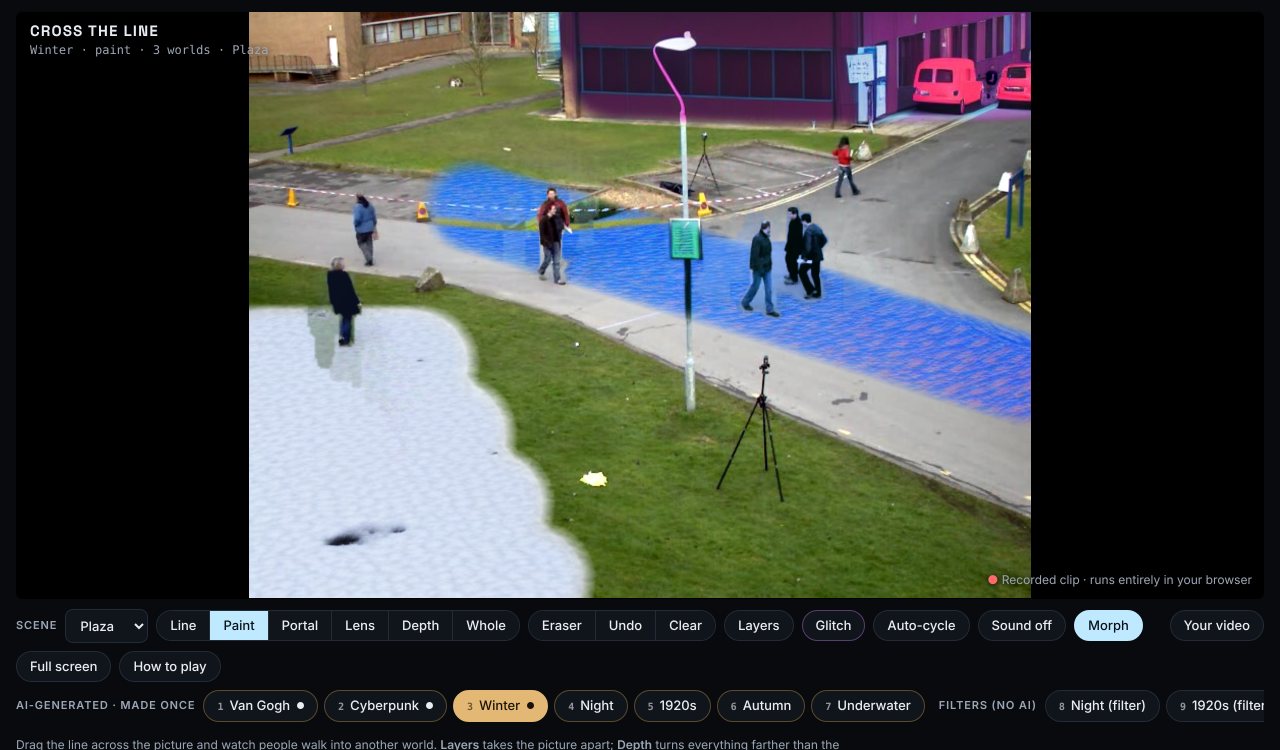 CROSS THE LINE
Winter · paint · 3 worlds · Plaza
Recorded clip · runs entirely in your browser
SCENE Plaza Line Paint Portal Lens Depth Whole Eraser Undo Clear Layers Glitch Auto-cycle Sound off Morph Your video
Full screen How to play
AI-GENERATED · MADE ONCE 1 Van Gogh 2 Cyberpunk 3 Winter 4 Night 5 1920s 6 Autumn 7 Underwater FILTERS (NO AI) 8 Night (filter) 9 1920s (filter
Drag the line across the picture and watch people walk into another world. Layers takes the picture apart; Depth turns everything farther than the